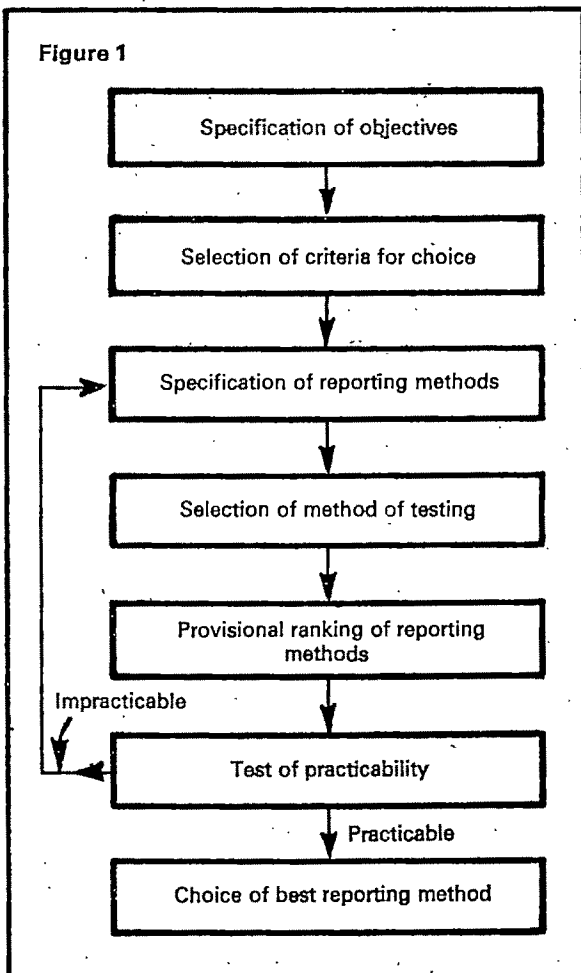 Figure 1
Specification of objectives
Selection of criteria for choice
Specification of reporting methods
Selection of method of testing
Provisional ranking of reporting
methods
Impracticable
Test of practicability
Practicable
Choice of best reporting method